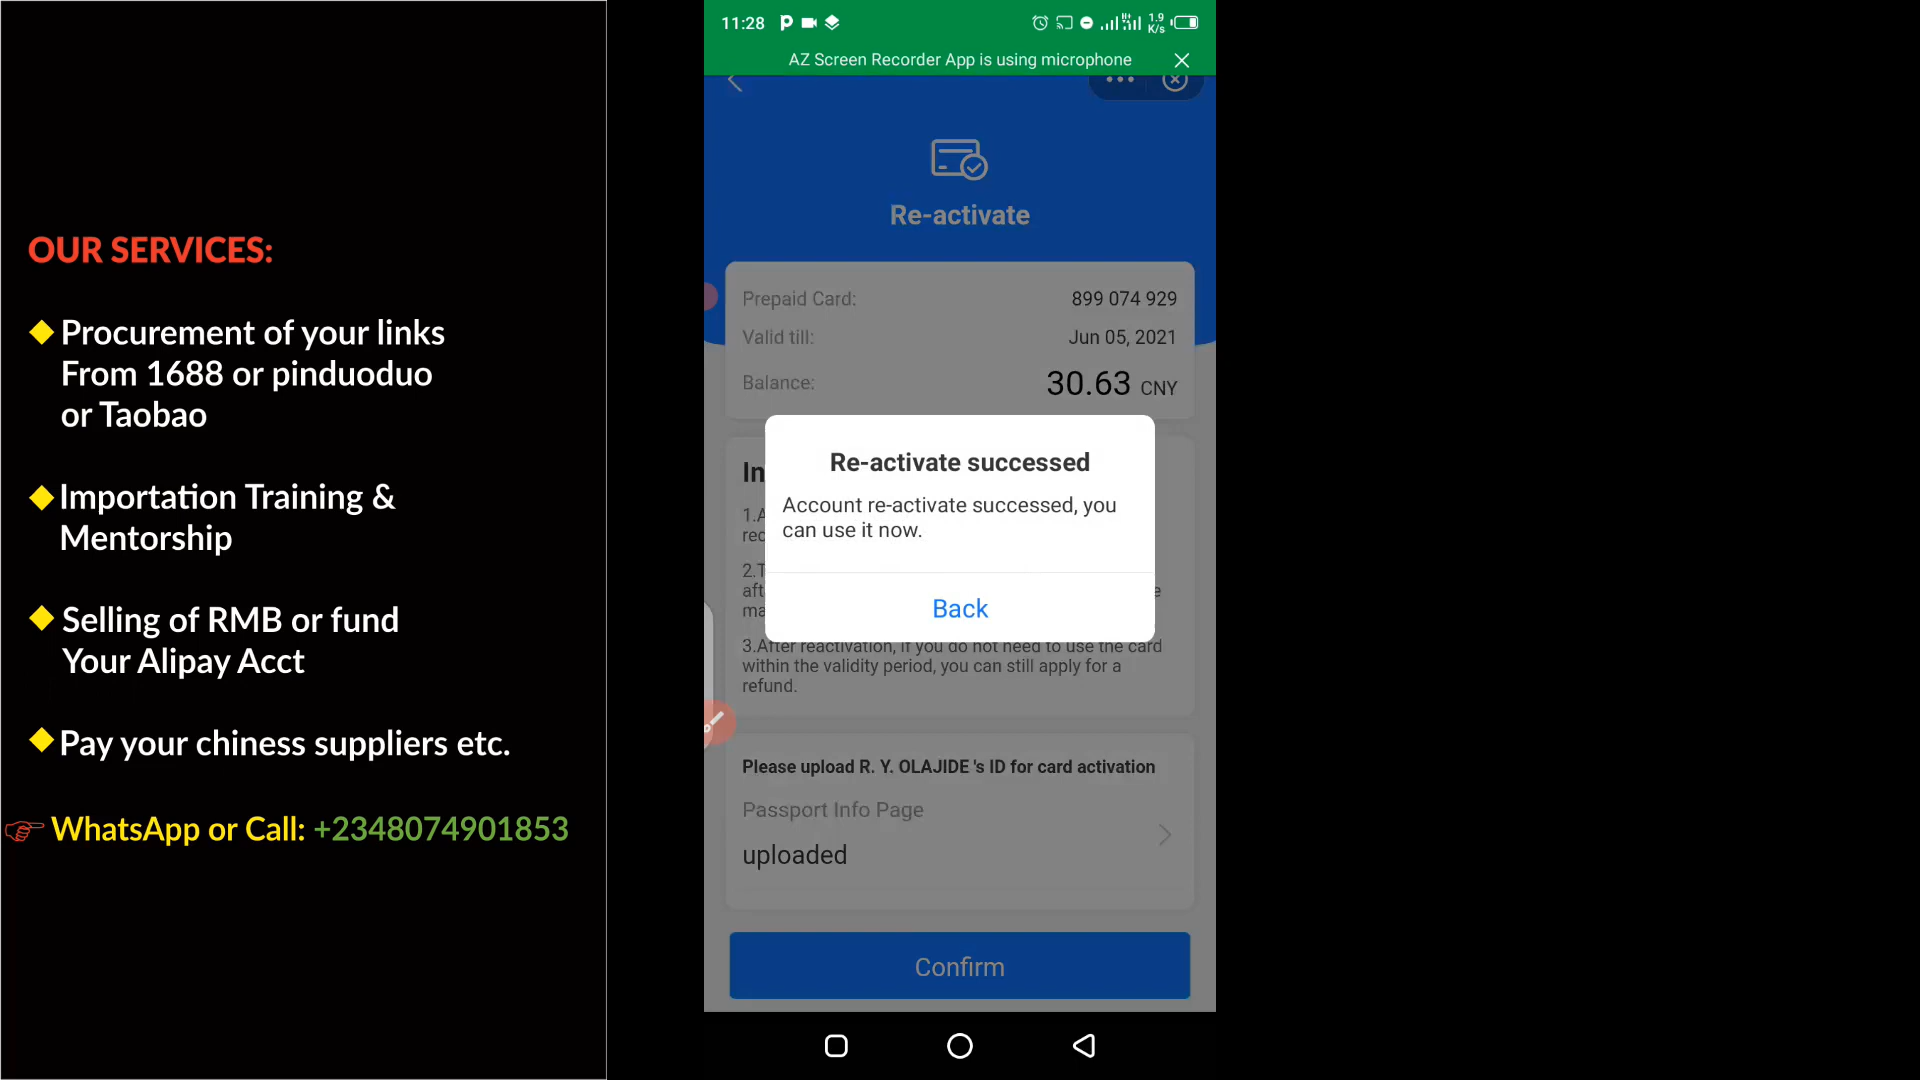 OUR SERVICES:
Procurement of your links
From 1688 or pinduoduo
or Taobao
Importation Training &
Mentorship
Selling of RMB or fund
Your Alipay Acct
Pay your chiness suppliers etc.
WhatsApp or Call: +2348074901853
11:28
1.9
K/s
AZ Screen Recorder App is using microphone
Re-activate
Prepaid Card: 899 074 929
Valid till: Jun 05, 2021
Balance: 30.63 CNY
Re-activate successed
Account re-activate successed, you
can use it now.
Back
3.After reactivation, if you do not need to use the card
within the validity period, you can still apply for a
refund.
Please upload R. Y. OLAJIDE 's ID for card activation
Passport Info Page
uploaded
Confirm